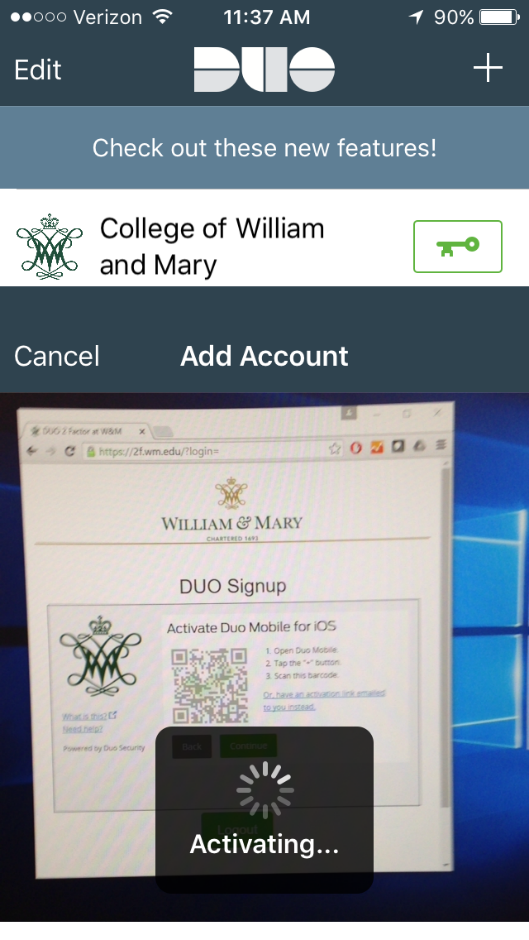 Verizon 11:37 AM 90%
Edit DUO +
Check out these new features!
College of William
and Mary
Cancel Add Account
DUO 2 Factor at W&M
https://2f.wm.edu/?login=
WILLIAM & MARY
CHARTERED 1693
DUO Signup
Activate Duo Mobile for iOS
1. Open Duo Mobile.
2. Tap the "+" button.
3. Scan this barcode.
Or, have an activation link emailed
to you instead.
What is this?
Need help?
Powered by Duo Security
Back Continue
Logout
Activating...